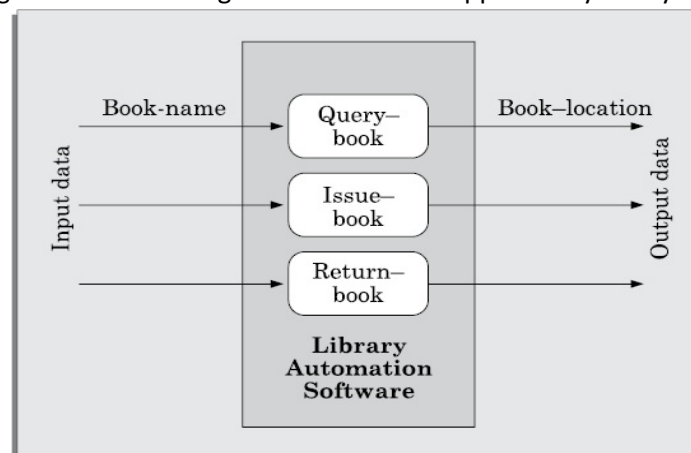 Book-name
Query–
book
Book–location
Input data
Issue–
book
Output data
Return–
book
Library
Automation
Software